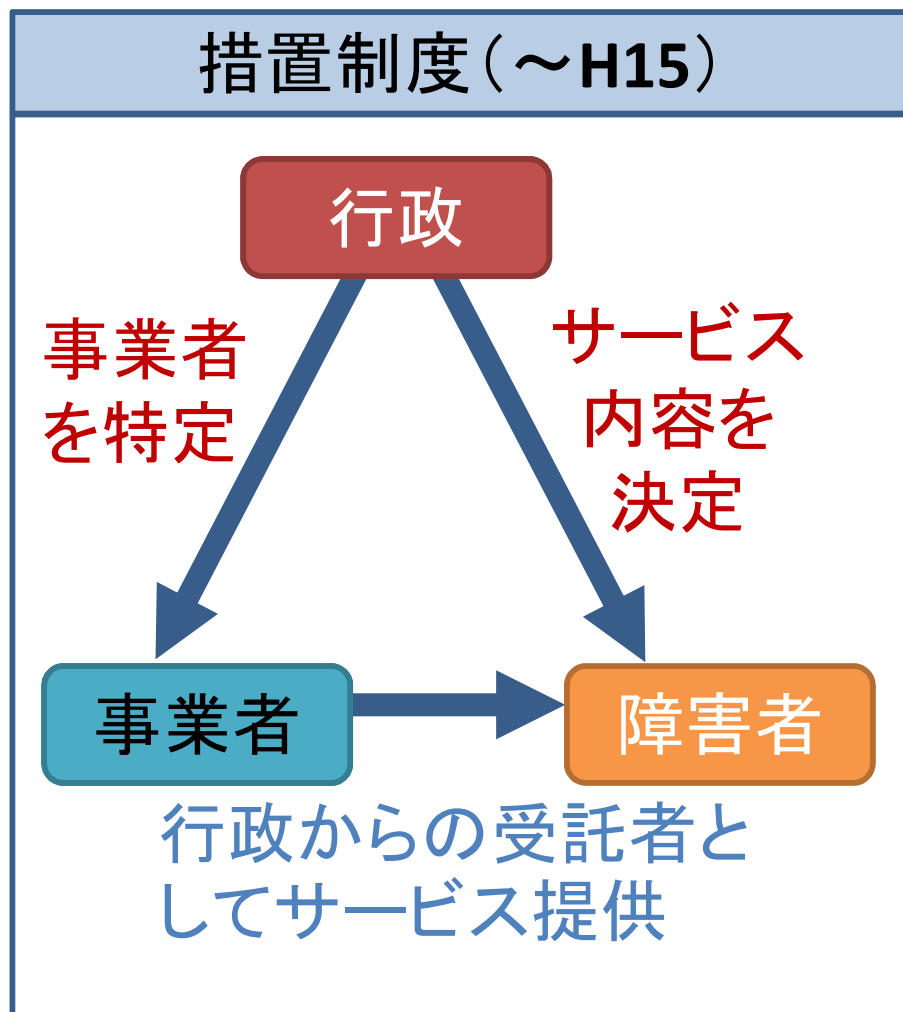 措置制度（～H15）
行政
事業者
を特定
サービス
内容を
決定
事業者
障害者
行政からの受託者と
してサービス提供